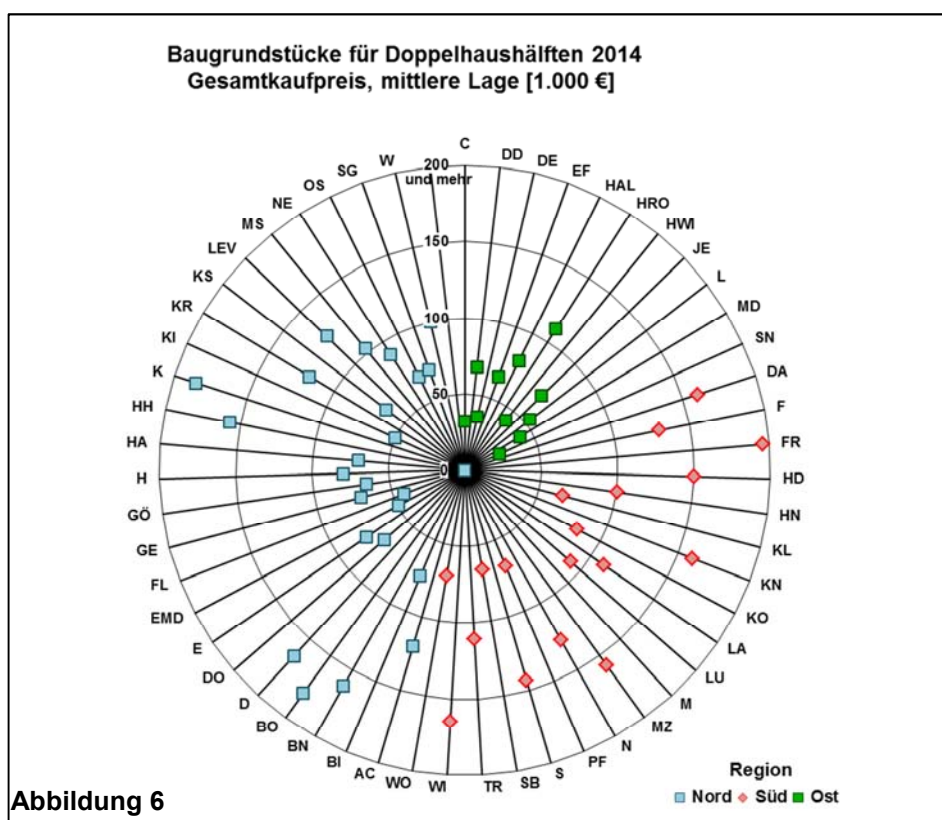 Baugrundstücke für Doppelhaushälften 2014
Gesamtkaufpreis, mittlere Lage [1.000 €]
C
DD
DE
EF
HAL
HRO
HWI
JE
L
MD
SN
DA
F
FR
HD
HN
KL
KN
KO
LA
LU
M
MZ
N
PF
S
SB
TR
WI
WO
AC
BI
BN
BO
D
DO
E
EMD
FL
GE
GÖ
H
HA
HH
K
KI
KR
KS
LEV
MS
NE
OS
SG
W
200
und mehr
150
100
50
0
Region
Nord Süd Ost
Abbildung 6